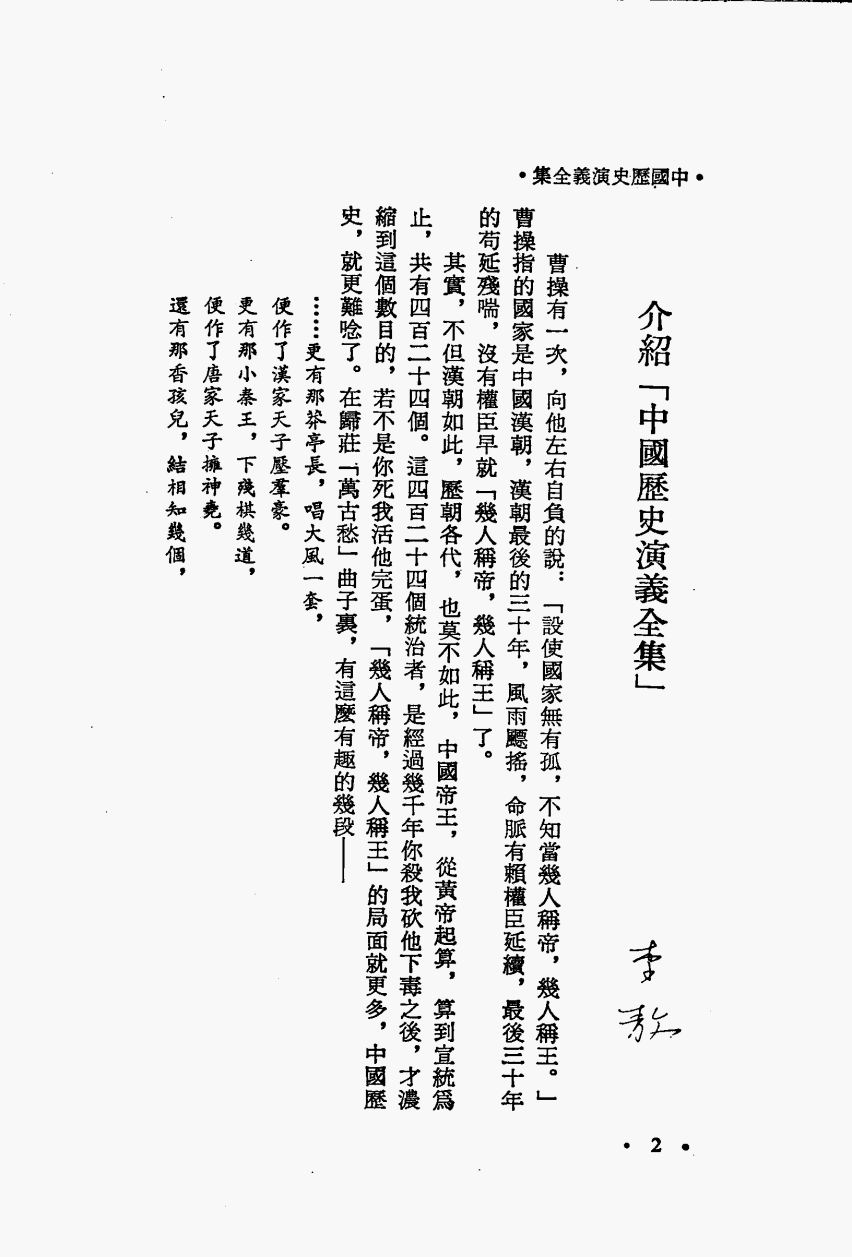 •中國歷史演義全集•
介紹「中國歷史演義全集」
李敖
曹操有一次，向他左右自負的說：「設使國家無有孤，不知當幾人稱帝，幾人稱王。」
曹操指的國家是中國漢朝，漢朝最後的三十年，風雨飄搖，命脈有賴權臣延續，最後三十年
的苟延殘喘，沒有權臣早就「幾人稱帝，幾人稱王」了。
其實，不但漢朝如此，歷朝各代，也莫不如此，中國帝王，從黃帝起算，算到宣統爲
止，共有四百二十四個。這四百二十四個統治者，是經過幾千年你殺我砍他下毒之後，才濃
縮到這個數目的，若不是你死我活他完蛋，「幾人稱帝，幾人稱王」的局面就更多，中國歷
史，就更難唸了。在歸莊「萬古愁」曲子裏，有這麼有趣的幾段——
……更有那莽亭長，唱大風一套，
便作了漢家天子壓羣豪。
更有那小秦王，下殘棋幾道，
便作了唐家天子擁神堯。
還有那香孩兒，結相知幾個，
•2•